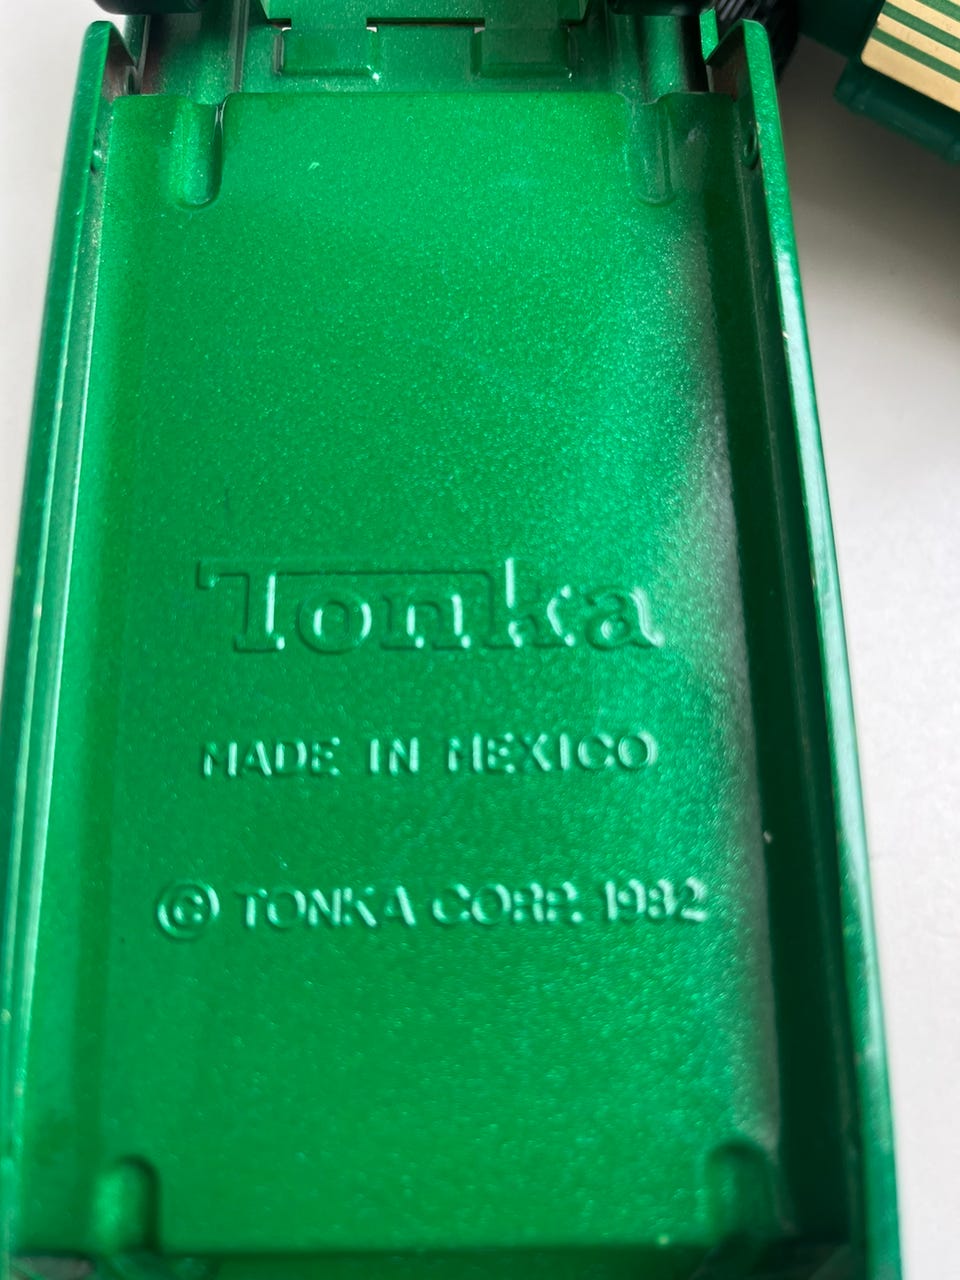 Tonka
MADE IN MEXICO
© TONKA CORP. 1982